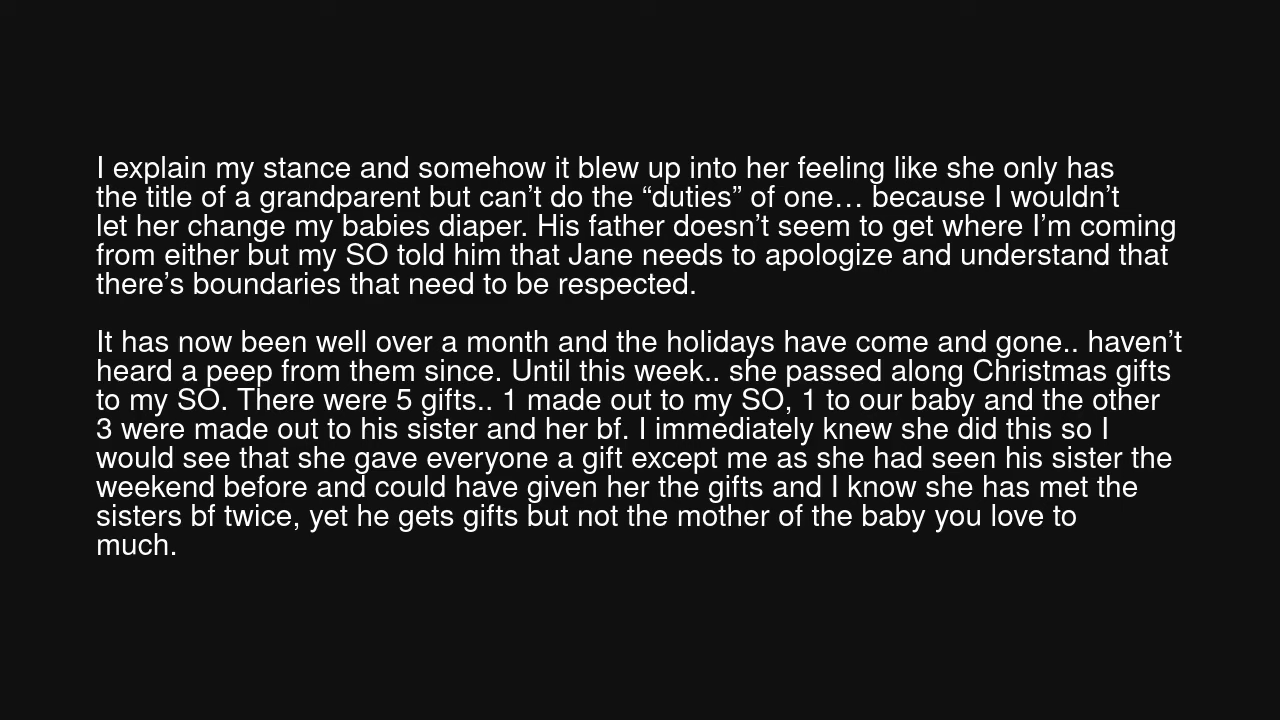 I explain my stance and somehow it blew up into her feeling like she only has
the title of a grandparent but can’t do the “duties” of one… because I wouldn’t
let her change my babies diaper. His father doesn’t seem to get where I’m coming
from either but my SO told him that Jane needs to apologize and understand that
there’s boundaries that need to be respected.

It has now been well over a month and the holidays have come and gone.. haven’t
heard a peep from them since. Until this week.. she passed along Christmas gifts
to my SO. There were 5 gifts.. 1 made out to my SO, 1 to our baby and the other
3 were made out to his sister and her bf. I immediately knew she did this so I
would see that she gave everyone a gift except me as she had seen his sister the
weekend before and could have given her the gifts and I know she has met the
sisters bf twice, yet he gets gifts but not the mother of the baby you love to
much.